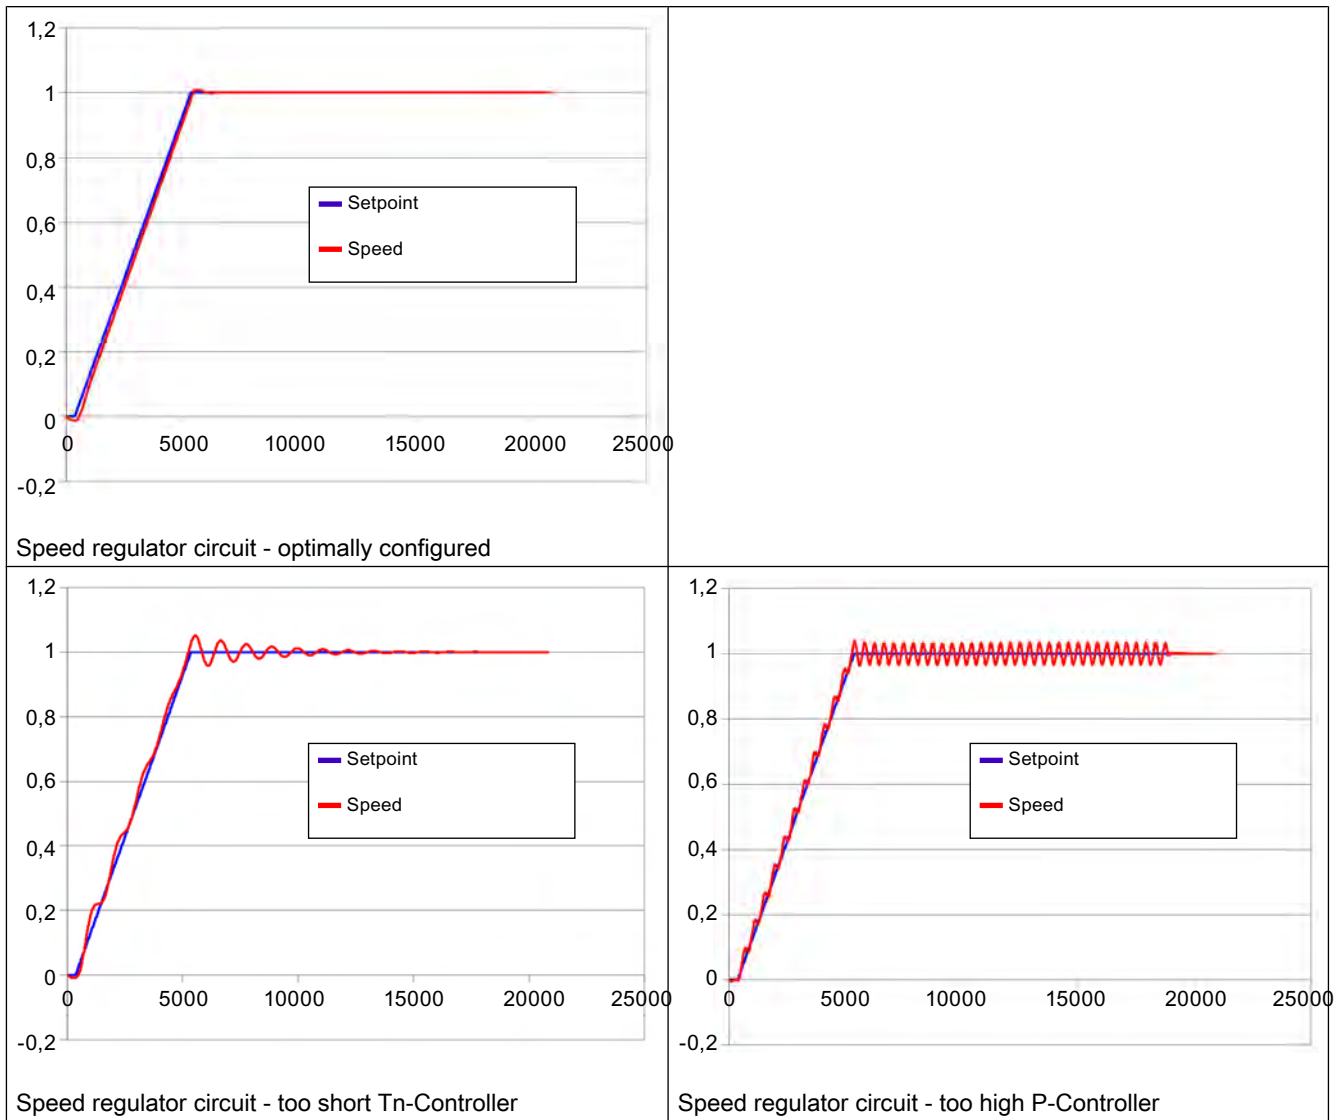 1,2
1
0,8
0,6
0,4
0,2
0
-0,2
0 5000 10000 15000 20000 25000
Setpoint
Speed
Speed regulator circuit - optimally configured
1,2
1
0,8
0,6
0,4
0,2
0
-0,2
0 5000 10000 15000 20000 25000
Setpoint
Speed
Speed regulator circuit - too short Tn-Controller
1,2
1
0,8
0,6
0,4
0,2
0
-0,2
0 5000 10000 15000 20000 25000
Setpoint
Speed
Speed regulator circuit - too high P-Controller